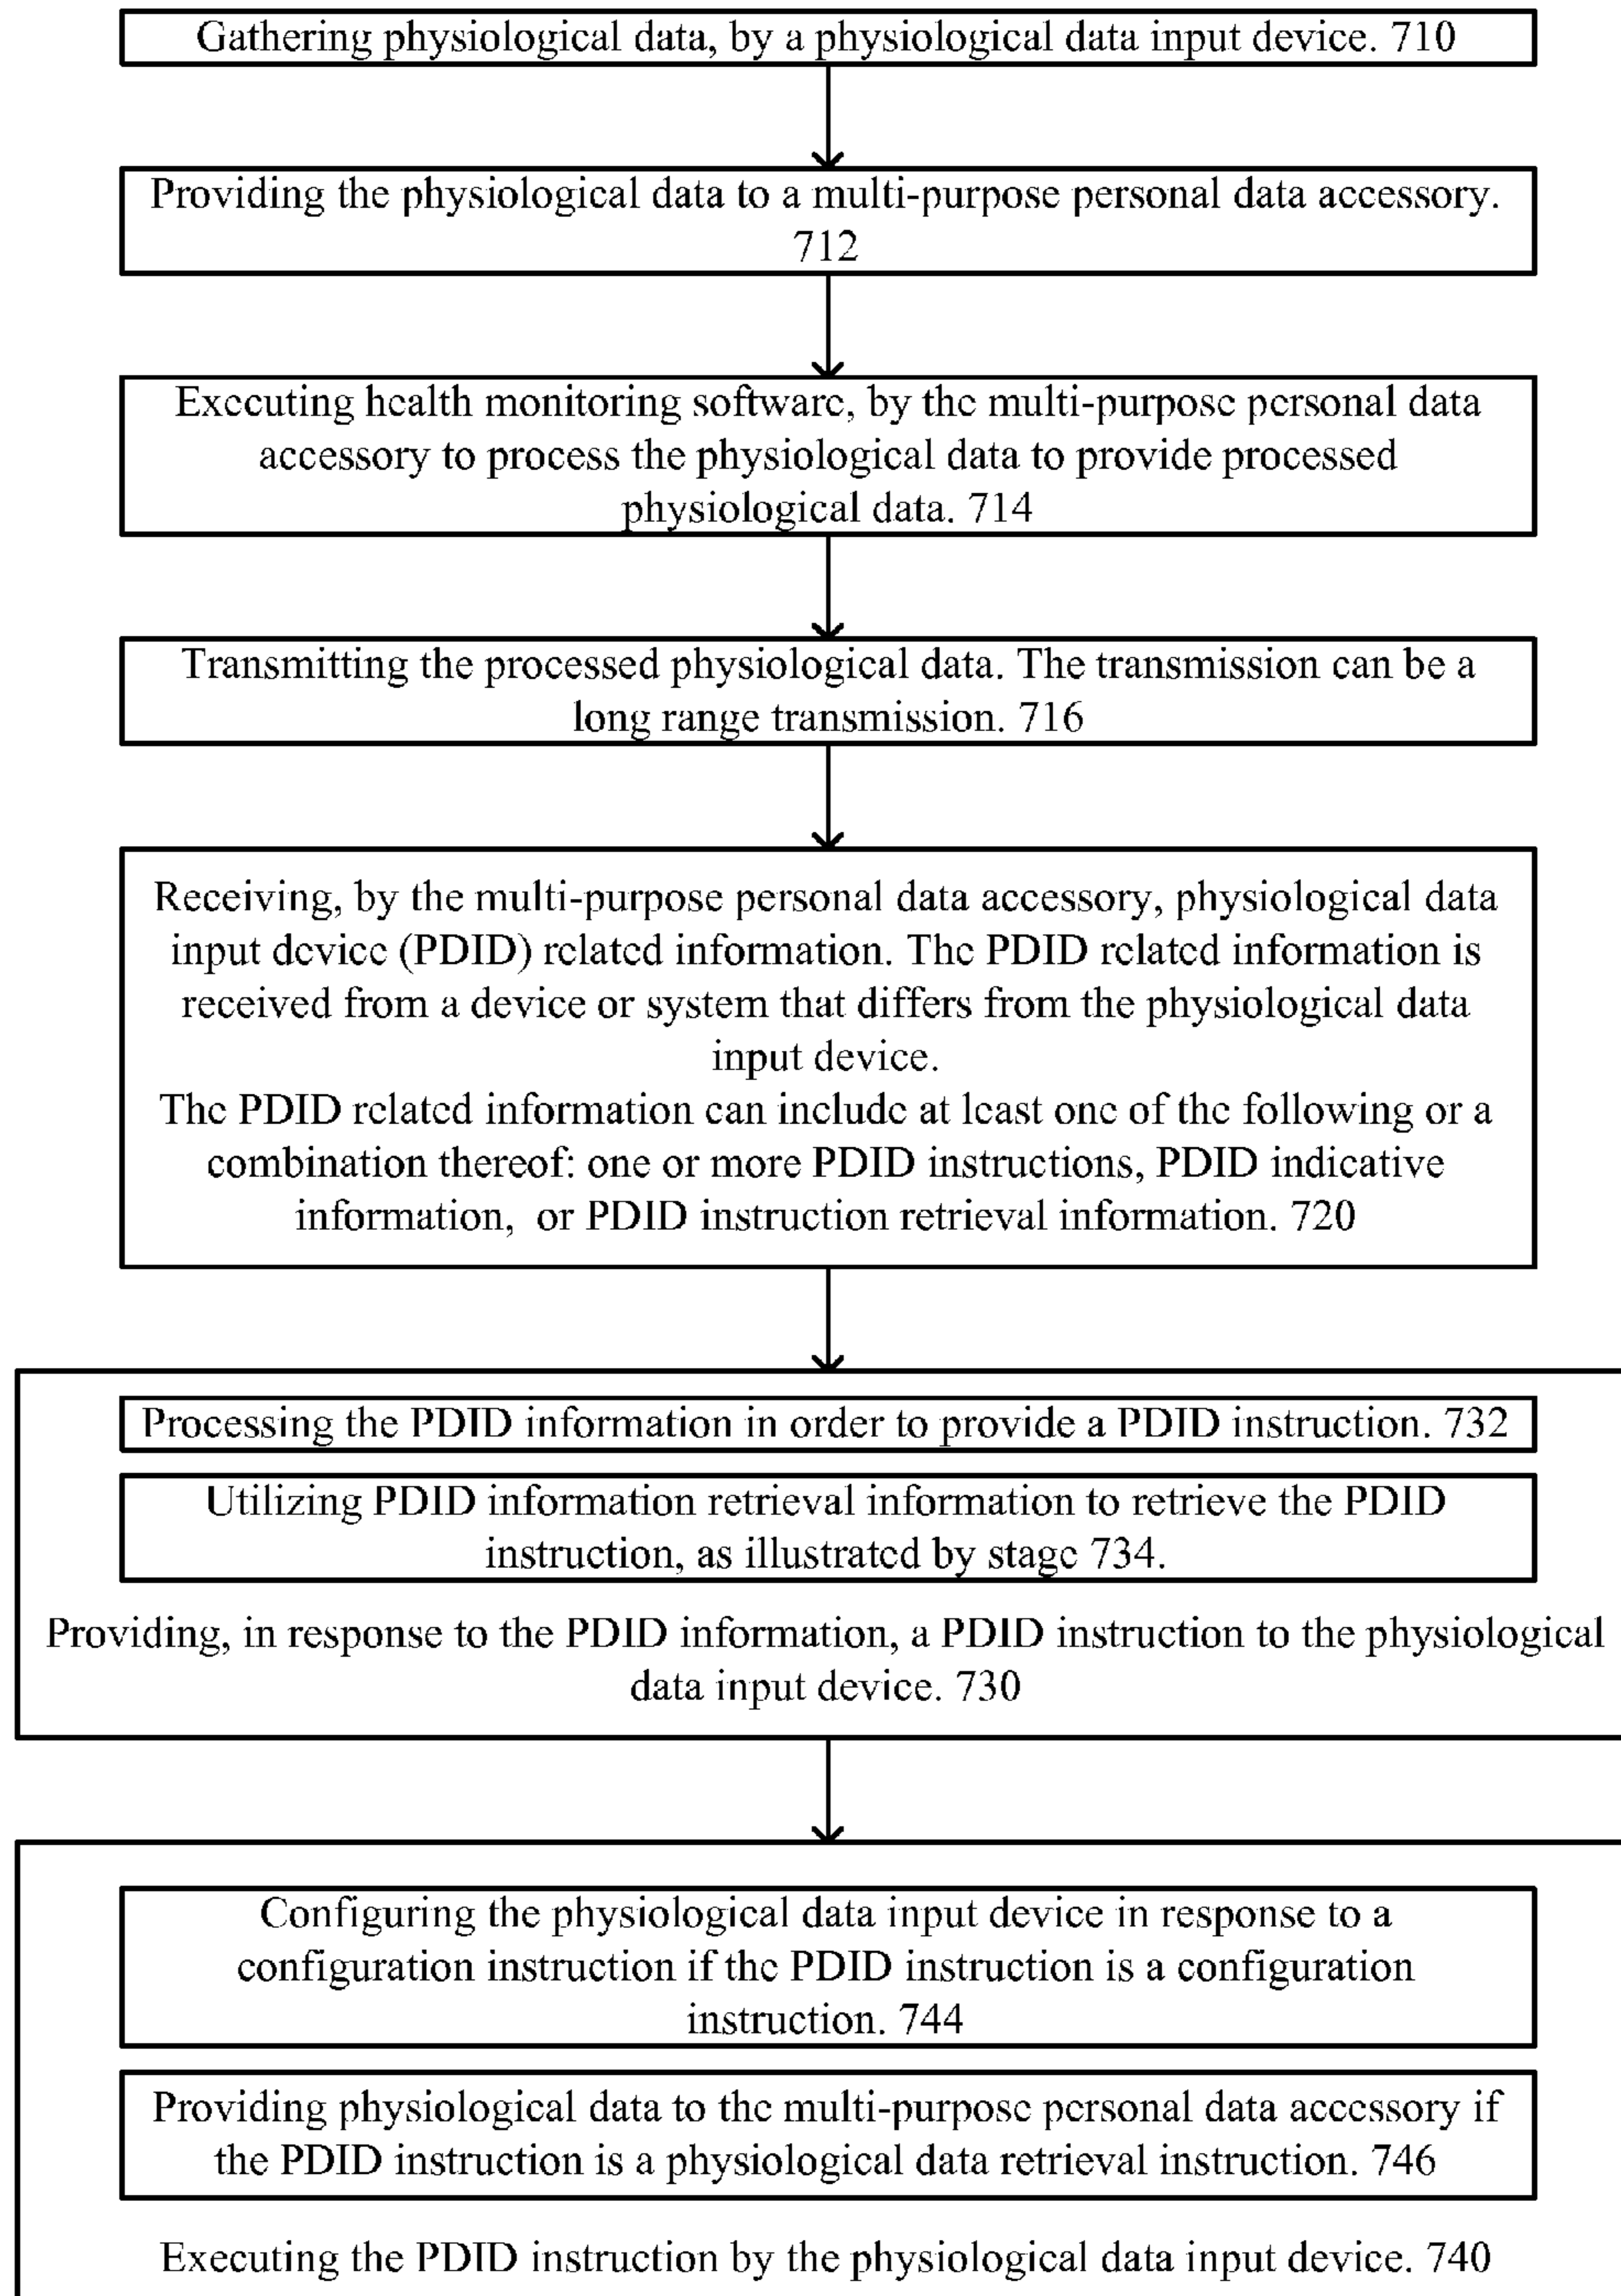 Gathering physiological data, by a physiological data input device. 710
Providing the physiological data to a multi-purpose personal data accessory.
712
Executing health monitoring software, by the multi-purpose personal data
accessory to process the physiological data to provide processed
physiological data. 714
Transmitting the processed physiological data. The transmission can be a
long range transmission. 716
Receiving, by the multi-purpose personal data accessory, physiological data
input device (PDID) related information. The PDID related information is
received from a device or system that differs from the physiological data
input device.
The PDID related information can include at least one of the following or a
combination thereof: one or more PDID instructions, PDID indicative
information, or PDID instruction retrieval information. 720
Processing the PDID information in order to provide a PDID instruction. 732
Utilizing PDID information retrieval information to retrieve the PDID
instruction, as illustrated by stage 734.
Providing, in response to the PDID information, a PDID instruction to the physiological
data input device. 730
Configuring the physiological data input device in response to a
configuration instruction if the PDID instruction is a configuration
instruction. 744
Providing physiological data to the multi-purpose personal data accessory if
the PDID instruction is a physiological data retrieval instruction. 746
Executing the PDID instruction by the physiological data input device. 740